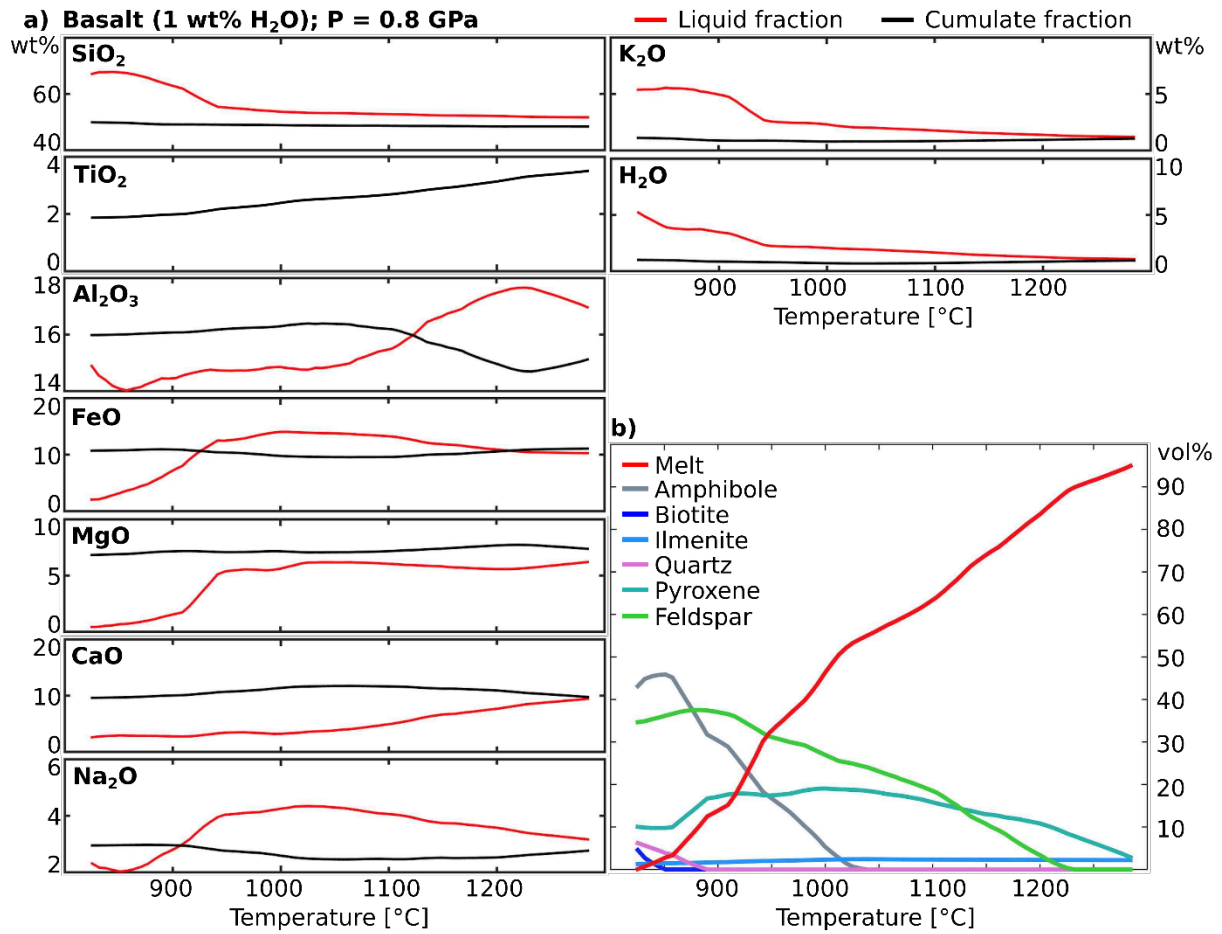 a) Basalt (1 wt% H₂O); P = 0.8 GPa
Liquid fraction
Cumulate fraction
wt%
SiO₂
60
40
TiO₂
4
2
0
Al₂O₃
18
16
14
FeO
20
10
0
MgO
10
5
0
CaO
20
10
0
Na₂O
6
4
2
900 1000 1100 1200
Temperature [°C]
wt%
K₂O
5
0
H₂O
10
5
0
900 1000 1100 1200
Temperature [°C]
b)
vol%
Melt
Amphibole
Biotite
Ilmenite
Quartz
Pyroxene
Feldspar
90
80
70
60
50
40
30
20
10
900 1000 1100 1200
Temperature [°C]